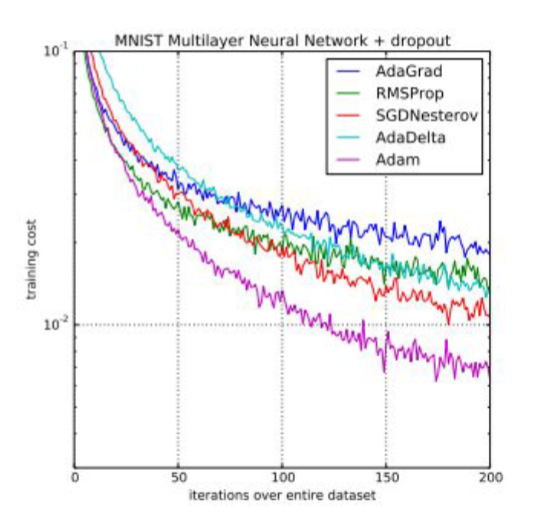 MNIST Multilayer Neural Network + dropout
10⁻¹
AdaGrad
RMSProp
SGDNesterov
AdaDelta
Adam
training cost
10⁻²
0 50 100 150 200
iterations over entire dataset